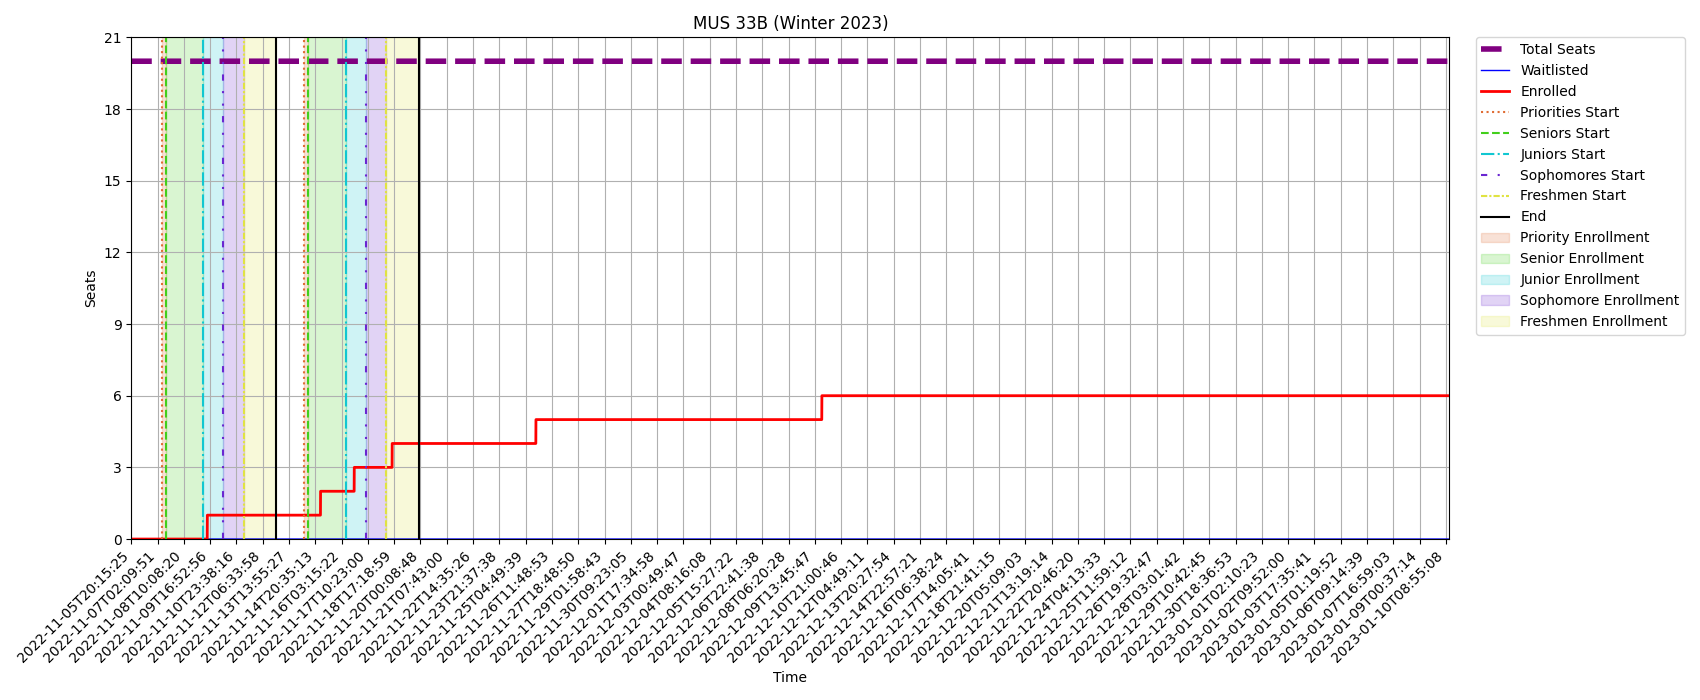 MUS 33B (Winter 2023)
21
18
15
12
9
6
3
0
Seats
2022-11-05T20:15:25
2022-11-07T02:09:51
2022-11-08T10:08:20
2022-11-09T16:52:56
2022-11-10T23:38:16
2022-11-12T06:33:58
2022-11-13T13:55:27
2022-11-14T20:35:13
2022-11-16T03:15:22
2022-11-17T10:23:00
2022-11-18T17:18:59
2022-11-20T00:08:48
2022-11-21T07:43:00
2022-11-22T14:35:26
2022-11-23T21:37:38
2022-11-25T04:49:39
2022-11-26T11:48:53
2022-11-27T18:48:50
2022-11-29T01:58:43
2022-11-30T09:23:05
2022-12-01T17:34:58
2022-12-03T00:49:47
2022-12-04T08:16:09
2022-12-05T15:27:22
2022-12-06T22:41:38
2022-12-08T06:20:28
2022-12-09T13:45:47
2022-12-10T21:00:46
2022-12-12T04:49:11
2022-12-13T20:27:54
2022-12-14T22:57:21
2022-12-16T06:38:24
2022-12-17T14:05:41
2022-12-18T21:41:15
2022-12-20T05:09:03
2022-12-21T13:19:14
2022-12-22T20:46:20
2022-12-24T04:13:33
2022-12-25T11:59:12
2022-12-26T19:32:47
2022-12-28T03:01:42
2022-12-29T10:42:45
2022-12-30T18:36:53
2023-01-01T02:10:23
2023-01-02T09:52:00
2023-01-03T17:35:41
2023-01-05T01:19:52
2023-01-06T09:14:39
2023-01-07T16:59:03
2023-01-09T00:37:14
2023-01-10T08:55:08
Time
Total Seats
Waitlisted
Enrolled
Priorities Start
Seniors Start
Juniors Start
Sophomores Start
Freshmen Start
End
Priority Enrollment
Senior Enrollment
Junior Enrollment
Sophomore Enrollment
Freshmen Enrollment